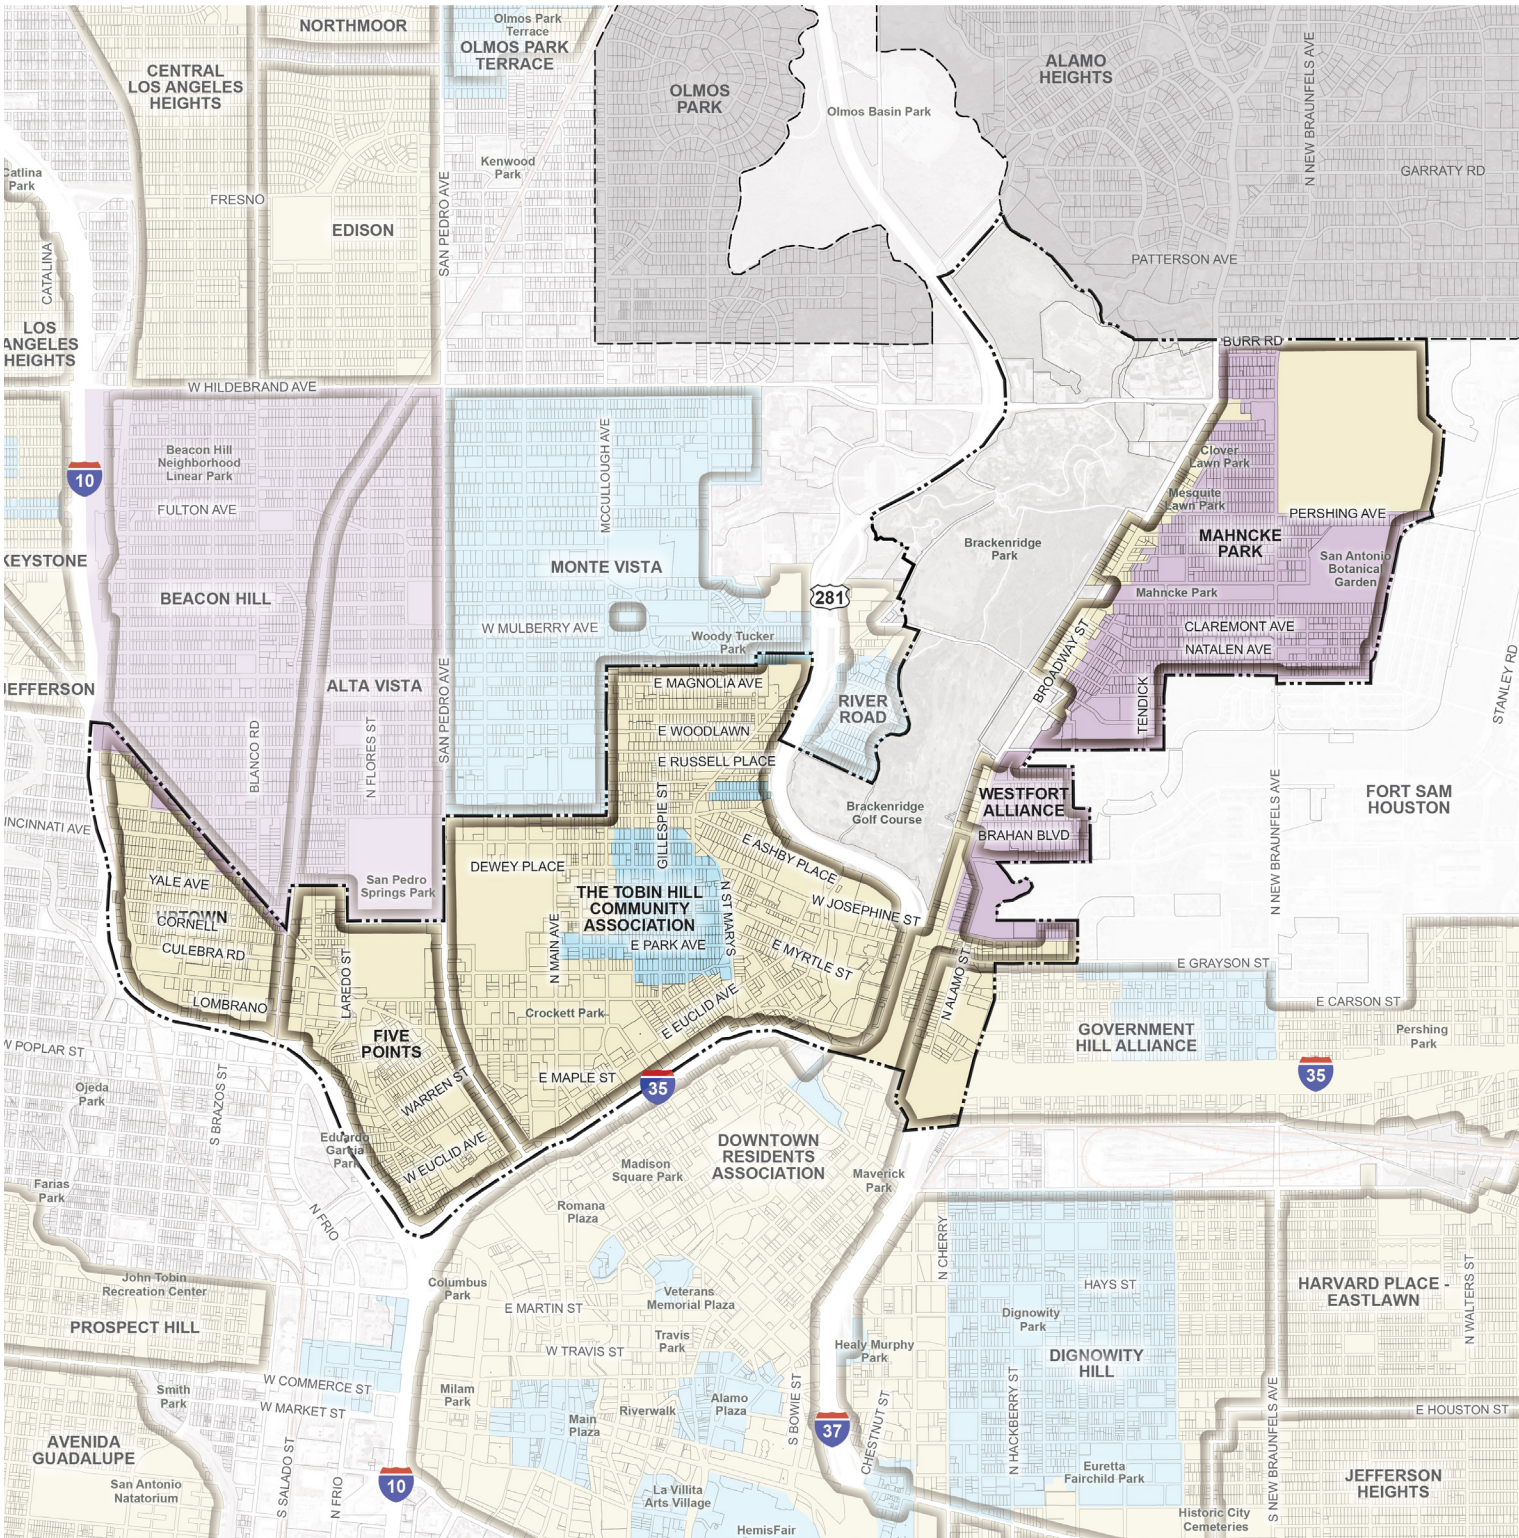 NORTHMOOR
Olmos Park
Terrace
OLMOS PARK
TERRACE
CENTRAL
LOS ANGELES
HEIGHTS
OLMOS
PARK
ALAMO
HEIGHTS
N NEW BRAUNFELS AVE
Olmos Basin Park
Kenwood
Park
Catlina
Park
FRESNO
SAN PEDRO AVE
GARRATY RD
EDISON
CATALINA
PATTERSON AVE
LOS
ANGELES
HEIGHTS
BURR RD
W HILDEBRAND AVE
MCCULLOUGH AVE
Beacon Hill
Neighborhood
Linear Park
10
Clover
Lawn Park
Mesquite
Lawn Park
FULTON AVE
PERSHING AVE
MAHNCKE
PARK
Brackenridge
Park
KEYSTONE
MONTE VISTA
San Antonio
Botanical
Garden
BEACON HILL
281
Mahncke Park
W MULBERRY AVE
Woody Tucker
Park
CLAREMONT AVE
NATALEN AVE
BROADWAY ST
JEFFERSON
ALTA VISTA
SAN PEDRO AVE
E MAGNOLIA AVE
RIVER
ROAD
TENDICK
STANLEY RD
BLANCO RD
N FLORES ST
E WOODLAWN
E RUSSELL PLACE
GILLESPIE ST
WESTFORT
ALLIANCE
FORT SAM
HOUSTON
Brackenridge
Golf Course
INCINNATI AVE
BRAHAN BLVD
N NEW BRAUNFELS AVE
E ASHBY PLACE
DEWEY PLACE
YALE AVE
San Pedro
Springs Park
THE TOBIN HILL
COMMUNITY
ASSOCIATION
N ST MARYS
W JOSEPHINE ST
UPTOWN
CORNELL
CULEBRA RD
N MAIN AVE
E PARK AVE
E MYRTLE ST
E GRAYSON ST
LAREDO ST
N ALAMO ST
LOMBRANO
Crockett Park
E EUCLID AVE
E CARSON ST
FIVE
POINTS
GOVERNMENT
HILL ALLIANCE
Pershing
Park
W POPLAR ST
Ojeda
Park
S BRAZOS ST
WARREN ST
E MAPLE ST
35
35
Eduardo
Garcia
Park
W EUCLID AVE
DOWNTOWN
RESIDENTS
ASSOCIATION
Madison
Square Park
Maverick
Park
Farias
Park
N FRIO
Romana
Plaza
N CHERRY
John Tobin
Recreation Center
Columbus
Park
Veterans
Memorial Plaza
HAYS ST
HARVARD PLACE -
EASTLAWN
N WALTERS ST
E MARTIN ST
Dignowity
Park
PROSPECT HILL
Travis
Park
W TRAVIS ST
Healy Murphy
Park
DIGNOWITY
HILL
W COMMERCE ST
W MARKET ST
Smith
Park
Milam
Park
Alamo
Plaza
Riverwalk
Main
Plaza
S BOWIE ST
CHESTNUT ST
N HACKBERRY ST
S NEW BRAUNFELS AVE
E HOUSTON ST
37
AVENIDA
GUADALUPE
San Antonio
Natatorium
S SALADO ST
N FRIO
10
La Villita
Arts Village
Euretta
Fairchild Park
JEFFERSON
HEIGHTS
Historic City
Cemeteries
HemisFair